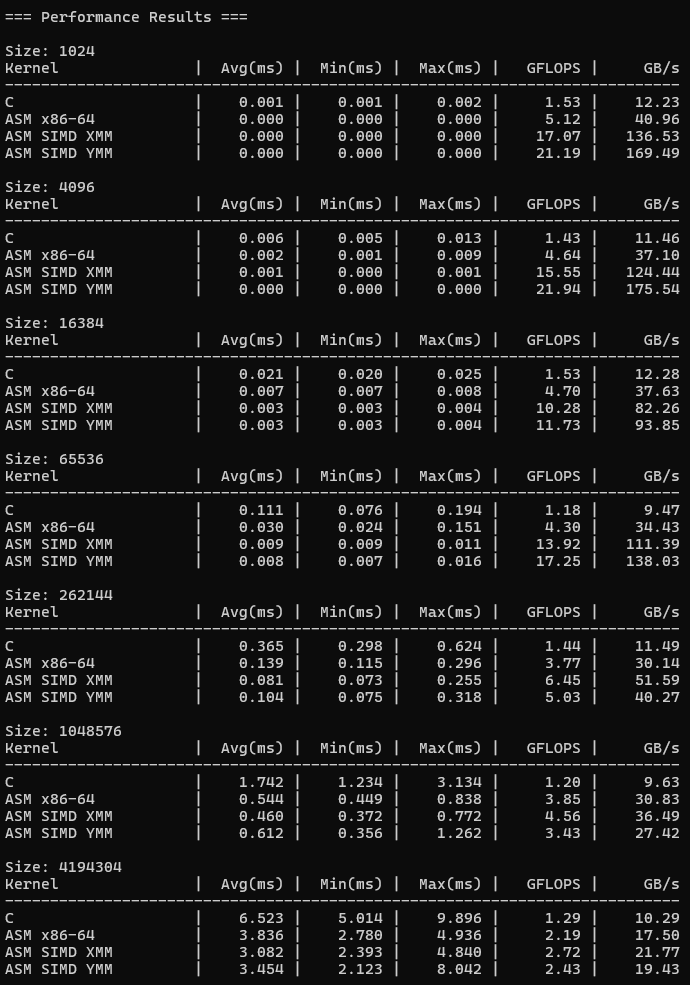 === Performance Results ===
Size: 1024
Kernel | Avg(ms) | Min(ms) | Max(ms) | GFLOPS | GB/s
---------------------------------------------------------------------------
C | 0.001 | 0.001 | 0.002 | 1.53 | 12.23
ASM x86-64 | 0.000 | 0.000 | 0.000 | 5.12 | 40.96
ASM SIMD XMM | 0.000 | 0.000 | 0.000 | 17.07 | 136.53
ASM SIMD YMM | 0.000 | 0.000 | 0.000 | 21.19 | 169.49
Size: 4096
Kernel | Avg(ms) | Min(ms) | Max(ms) | GFLOPS | GB/s
---------------------------------------------------------------------------
C | 0.006 | 0.005 | 0.013 | 1.43 | 11.46
ASM x86-64 | 0.002 | 0.001 | 0.009 | 4.64 | 37.10
ASM SIMD XMM | 0.001 | 0.000 | 0.001 | 15.55 | 124.44
ASM SIMD YMM | 0.000 | 0.000 | 0.000 | 21.94 | 175.54
Size: 16384
Kernel | Avg(ms) | Min(ms) | Max(ms) | GFLOPS | GB/s
---------------------------------------------------------------------------
C | 0.021 | 0.020 | 0.025 | 1.53 | 12.28
ASM x86-64 | 0.007 | 0.007 | 0.008 | 4.70 | 37.63
ASM SIMD XMM | 0.003 | 0.003 | 0.004 | 10.28 | 82.26
ASM SIMD YMM | 0.003 | 0.003 | 0.004 | 11.73 | 93.85
Size: 65536
Kernel | Avg(ms) | Min(ms) | Max(ms) | GFLOPS | GB/s
---------------------------------------------------------------------------
C | 0.111 | 0.076 | 0.194 | 1.18 | 9.47
ASM x86-64 | 0.030 | 0.024 | 0.151 | 4.30 | 34.43
ASM SIMD XMM | 0.009 | 0.009 | 0.011 | 13.92 | 111.39
ASM SIMD YMM | 0.008 | 0.007 | 0.016 | 17.25 | 138.03
Size: 262144
Kernel | Avg(ms) | Min(ms) | Max(ms) | GFLOPS | GB/s
---------------------------------------------------------------------------
C | 0.365 | 0.298 | 0.624 | 1.44 | 11.49
ASM x86-64 | 0.139 | 0.115 | 0.296 | 3.77 | 30.14
ASM SIMD XMM | 0.081 | 0.073 | 0.255 | 6.45 | 51.59
ASM SIMD YMM | 0.104 | 0.075 | 0.318 | 5.03 | 40.27
Size: 1048576
Kernel | Avg(ms) | Min(ms) | Max(ms) | GFLOPS | GB/s
---------------------------------------------------------------------------
C | 1.742 | 1.234 | 3.134 | 1.20 | 9.63
ASM x86-64 | 0.544 | 0.449 | 0.838 | 3.85 | 30.83
ASM SIMD XMM | 0.460 | 0.372 | 0.772 | 4.56 | 36.49
ASM SIMD YMM | 0.612 | 0.356 | 1.262 | 3.43 | 27.42
Size: 4194304
Kernel | Avg(ms) | Min(ms) | Max(ms) | GFLOPS | GB/s
---------------------------------------------------------------------------
C | 6.523 | 5.014 | 9.896 | 1.29 | 10.29
ASM x86-64 | 3.836 | 2.780 | 4.936 | 2.19 | 17.50
ASM SIMD XMM | 3.082 | 2.393 | 4.840 | 2.72 | 21.77
ASM SIMD YMM | 3.454 | 2.123 | 8.042 | 2.43 | 19.43